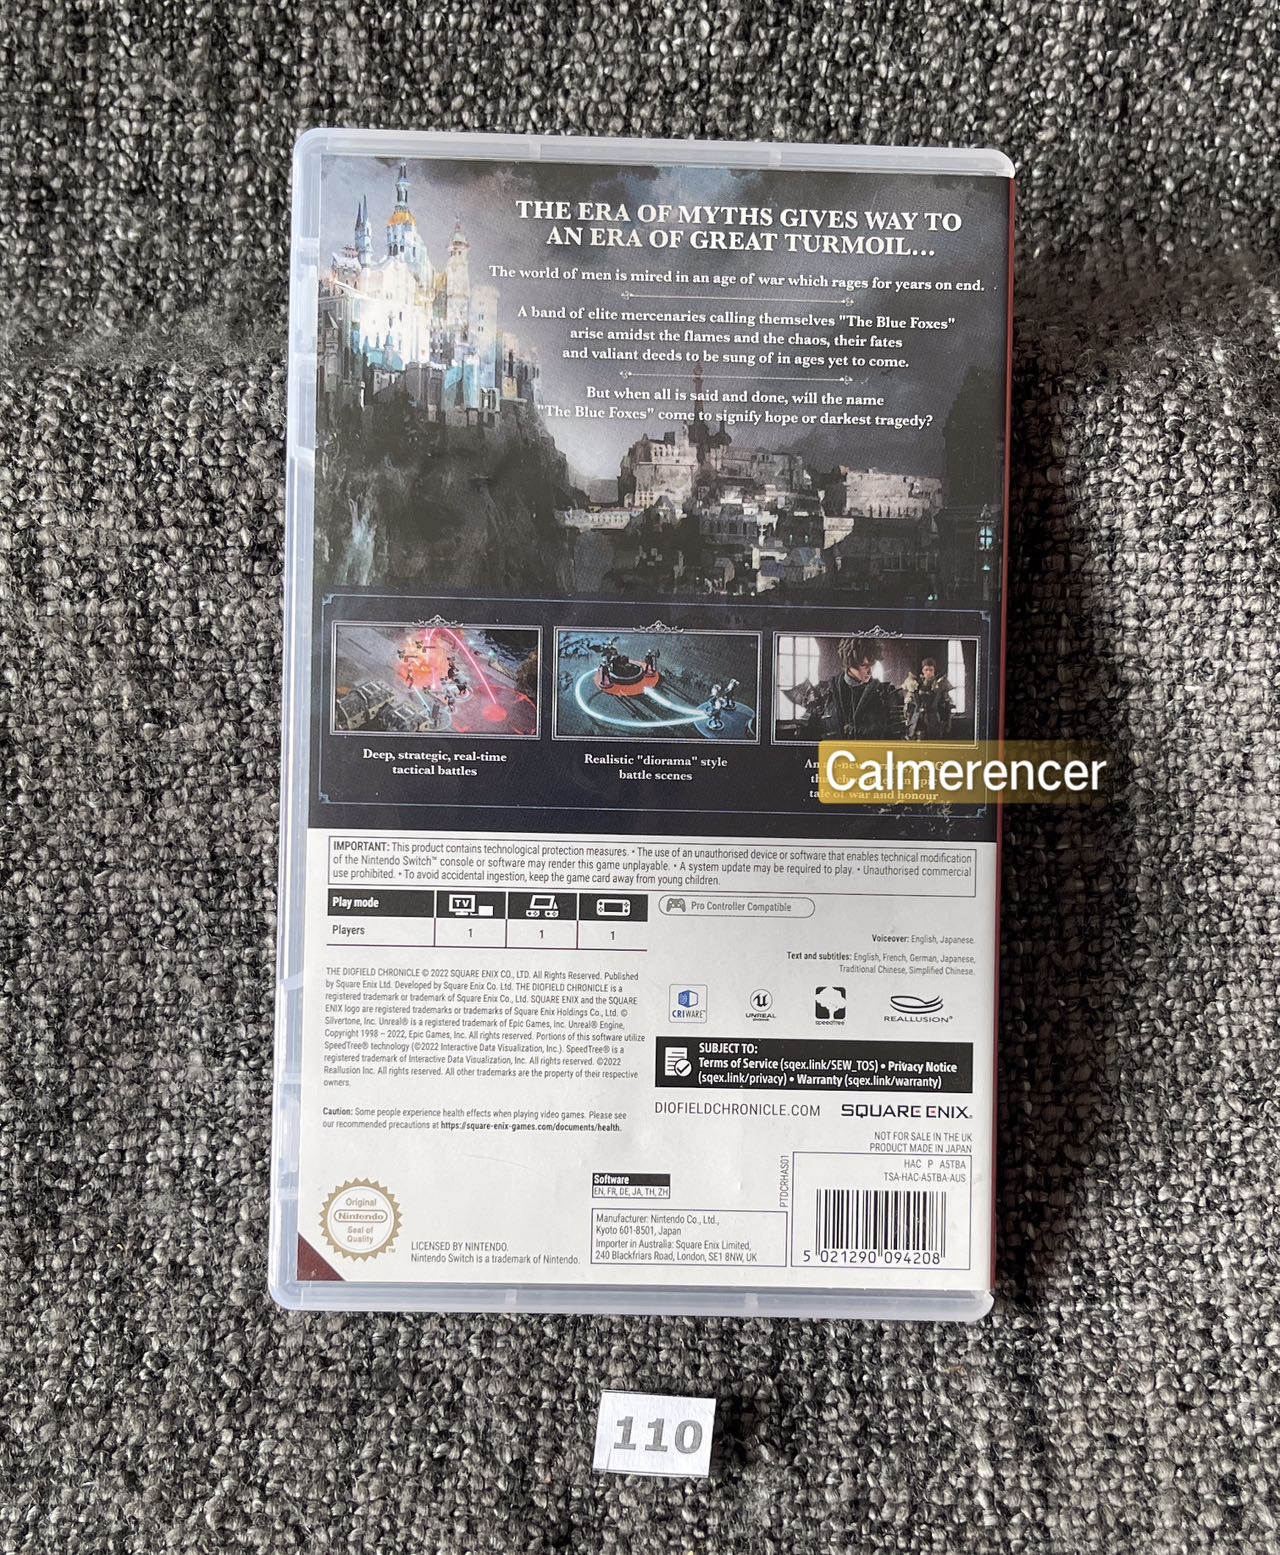 THE ERA OF MYTHS GIVES WAY TO
AN ERA OF GREAT TURMOIL...
The world of men is mired in an age of war which rages for years on end.
A band of elite mercenaries calling themselves "The Blue Foxes"
arise amidst the flames and the chaos, their fates
and valiant deeds to be sung of in ages yet to come.
But when all is said and done, will the name
"The Blue Foxes" come to signify hope or darkest tragedy?
Deep, strategic, real-time
tactical battles
Realistic "diorama" style
battle scenes
An
tale of war and honour
Calmerencer
IMPORTANT: This product contains technological protection measures. • The use of an unauthorised device or software that enables technical modification
of the Nintendo Switch™ console or software may render this game unplayable. • A system update may be required to play. • Unauthorised commercial
use prohibited. • To avoid accidental ingestion, keep the game card away from young children.
Play mode TV
Players 1 1 1
Pro Controller Compatible
Voiceover: English, Japanese.
Text and subtitles: English, French, German, Japanese,
Traditional Chinese, Simplified Chinese.
THE DIOFIELD CHRONICLE © 2022 SQUARE ENIX CO., LTD. All Rights Reserved. Published
by Square Enix Ltd. Developed by Square Enix Co. Ltd. THE DIOFIELD CHRONICLE is a
registered trademark or trademark of Square Enix Co., Ltd. SQUARE ENIX and the SQUARE
ENIX logo are registered trademarks or trademarks of Square Enix Holdings Co., Ltd. ©
Silvertone, Inc. Unreal® is a registered trademark of Epic Games, Inc. Unreal® Engine,
Copyright 1998 – 2022, Epic Games, Inc. All rights reserved. Portions of this software utilize
SpeedTree® technology (©2022 Interactive Data Visualization, Inc.). SpeedTree® is a
registered trademark of Interactive Data Visualization, Inc. All rights reserved. ©2022
Reallusion Inc. All rights reserved. All other trademarks are the property of their respective
owners.
CRIWARE™
UNREAL
ENGINE
SpeedTree
REALLUSION®
SUBJECT TO:
Terms of Service (sqex.link/SEW_TOS) • Privacy Notice
(sqex.link/privacy) • Warranty (sqex.link/warranty)
Caution: Some people experience health effects when playing video games. Please see
our recommended precautions at https://square-enix-games.com/documents/health.
DIOFIELDCHRONICLE.COM
SQUARE ENIX®
NOT FOR SALE IN THE UK
PRODUCT MADE IN JAPAN
HAC P A5TBA
TSA-HAC-A5TBA-AUS
PTDCRHAS01
5 021290 094208
Software
EN, FR, DE, JA, TH, ZH
Manufacturer: Nintendo Co., Ltd.,
Kyoto 601-8501, Japan
Importer in Australia: Square Enix Limited,
240 Blackfriars Road, London, SE1 8NW, UK
Original
Nintendo
Seal of
Quality
TM
LICENSED BY NINTENDO.
Nintendo Switch is a trademark of Nintendo.
110